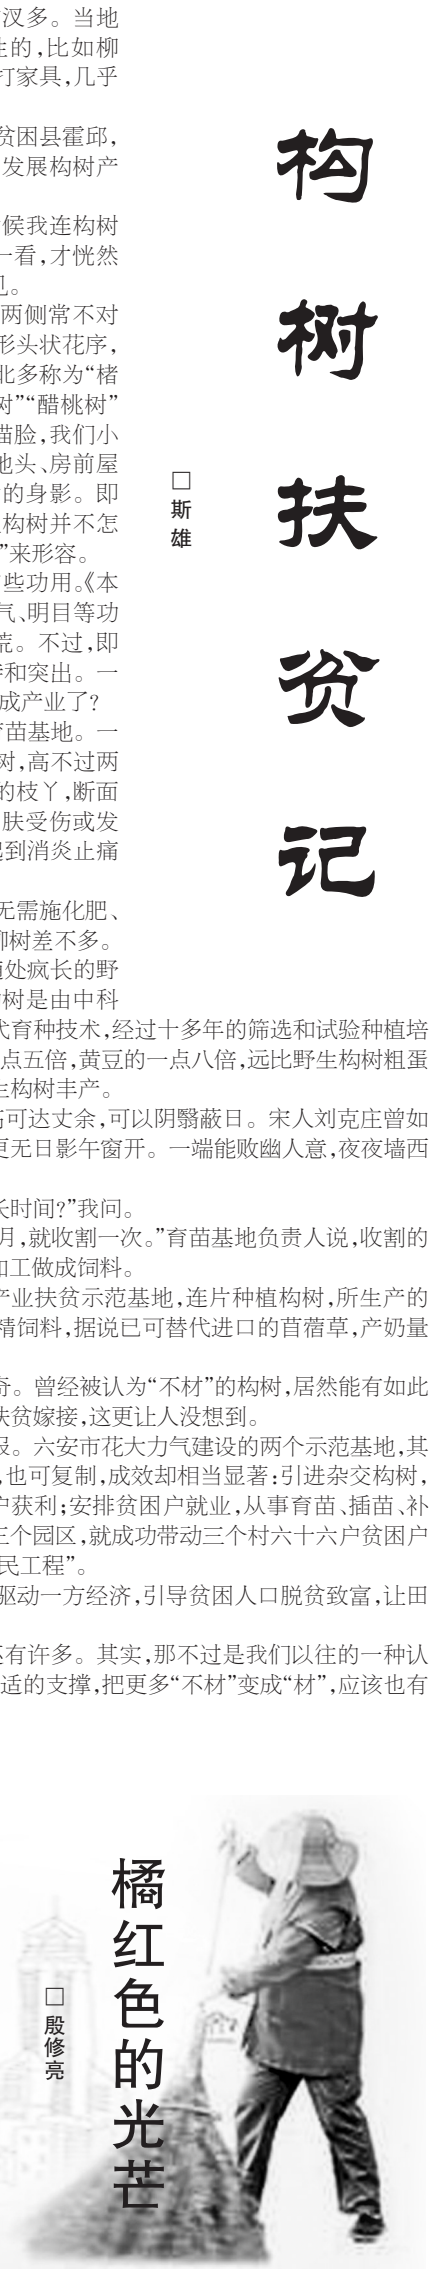 构树扶贫记
□斯雄
汊多。当地
性的,比如柳
打家具,几乎
贫困县霍邱,
发展构树产
候我连构树
一看,才恍然
见。
两侧常不对
形头状花序,
北多称为“楮
树”“醋桃树”
猫脸,我们小
地头、房前屋
的身影。即
构树并不怎
”来形容。
些功用。《本
气、明目等功
荒。不过,即
特和突出。一
成产业了?
育苗基地。一
树,高不过两
的枝丫,断面
肤受伤或发
起到消炎止痛
无需施化肥、
柳树差不多。
随处疯长的野
树是由中科
代育种技术,经过十多年的筛选和试验种植培
点五倍,黄豆的一点八倍,远比野生构树粗蛋
生构树丰产。
高可达丈余,可以阴翳蔽日。宋人刘克庄曾如
更无日影午窗开。一端能败幽人意,夜夜墙西
长时间?”我问。
月,就收割一次。”育苗基地负责人说,收割的
加工做成饲料。
产业扶贫示范基地,连片种植构树,所生产的
精饲料,据说已可替代进口的苜蓿草,产奶量
奇。曾经被认为“不材”的构树,居然能有如此
扶贫嫁接,这更让人没想到。
报。六安市花大力气建设的两个示范基地,其
,也可复制,成效却相当显著:引进杂交构树,
户获利;安排贫困户就业,从事育苗、插苗、补
三个园区,就成功带动三个村六十六户贫困户
民工程”。
驱动一方经济,引导贫困人口脱贫致富,让田
还有许多。其实,那不过是我们以往的一种认
适的支撑,把更多“不材”变成“材”,应该也有
橘红色的光芒
□殷修亮